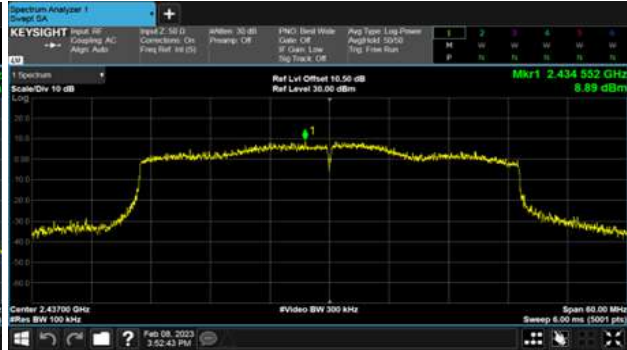 Spectrum Analyzer 1
Swept SA
+
KEYSIGHT
Input: RF
Coupling: AC
Align: Auto
Input Z: 50 Ω
Corrections: On
Freq Ref: Int (S)
#Atten: 30 dB
Preamp: Off
PNO: Best Wide
Gate: Off
IF Gain: Low
Sig Track: Off
Avg Type: Log-Power
Avg|Hold: 50/50
Trig: Free Run
1 2 3 4 5 6
M W W W W W
P N N N N N
1 Spectrum
Scale/Div 10 dB
Log
Ref Lvl Offset 10.50 dB
Ref Level 30.00 dBm
Mkr1 2.434 552 GHz
8.89 dBm
20.0
10.0
0.00
-10.0
-20.0
-30.0
-40.0
-50.0
-60.0
1
Center 2.43700 GHz
#Res BW 100 kHz
#Video BW 300 kHz
Span 60.00 MHz
Sweep 6.00 ms (5001 pts)
?
Feb 08, 2023
3:52:43 PM